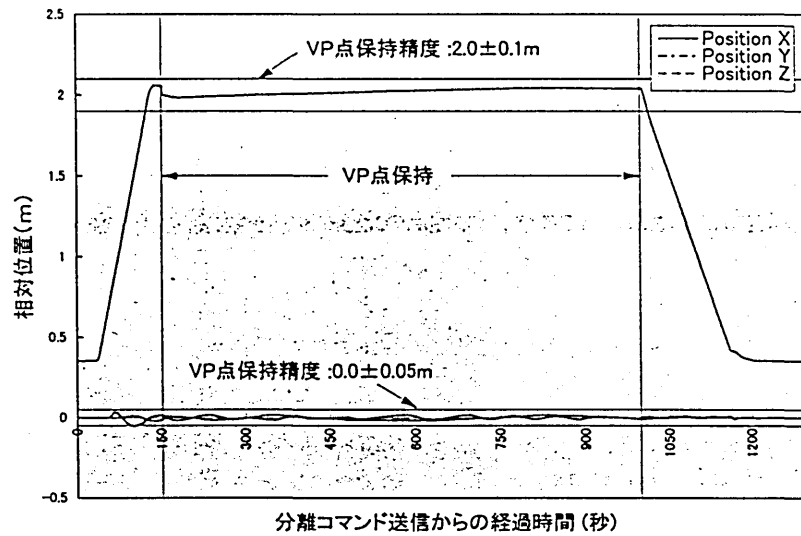 VP点保持精度 :2.0±0.1m
Position X
Position Y
Position Z
VP点保持
VP点保持精度 :0.0±0.05m
相対位置(m)
2.5
2
1.5
1
0.5
0
-0.5
0
150
300
450
600
750
900
1050
1200
分離コマンド送信からの経過時間 (秒)